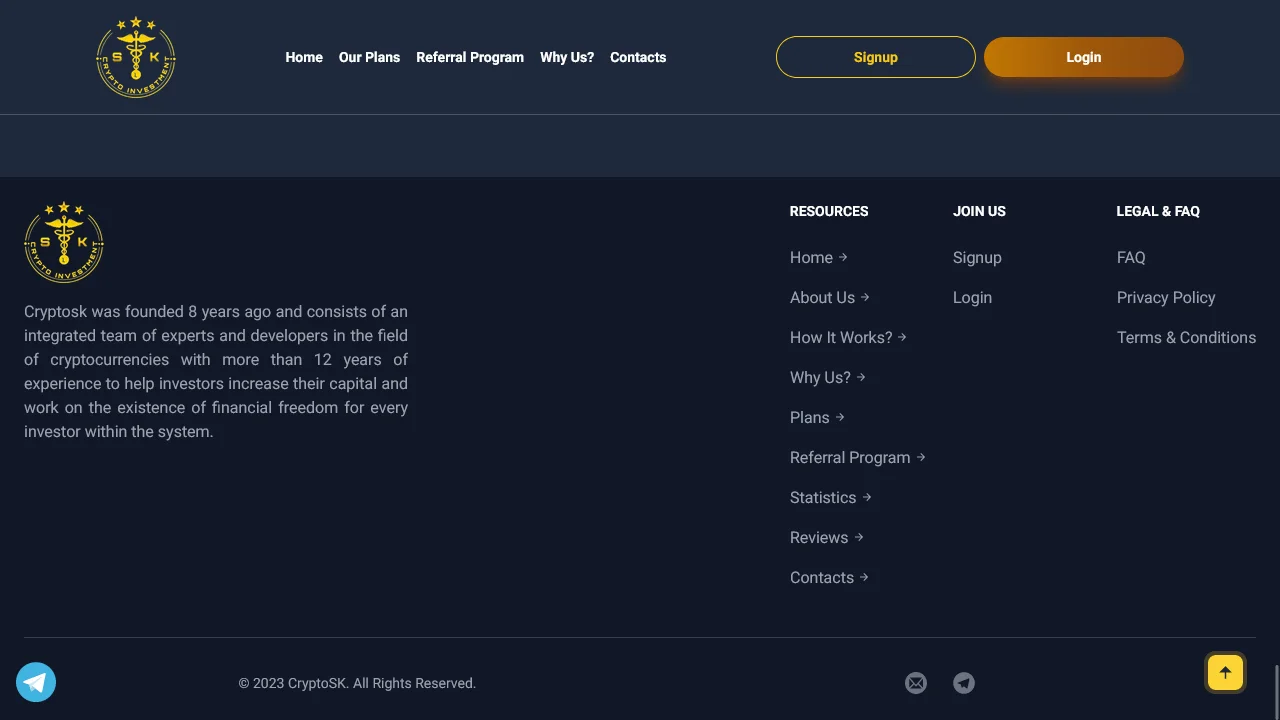 S K
CRYPTO INVESTMENT
Home Our Plans Referral Program Why Us? Contacts
Signup
Login
S K
CRYPTO INVESTMENT
Cryptosk was founded 8 years ago and consists of an
integrated team of experts and developers in the field
of cryptocurrencies with more than 12 years of
experience to help investors increase their capital and
work on the existence of financial freedom for every
investor within the system.
RESOURCES
Home
About Us
How It Works?
Why Us?
Plans
Referral Program
Statistics
Reviews
Contacts
JOIN US
Signup
Login
LEGAL & FAQ
FAQ
Privacy Policy
Terms & Conditions
© 2023 CryptoSK. All Rights Reserved.